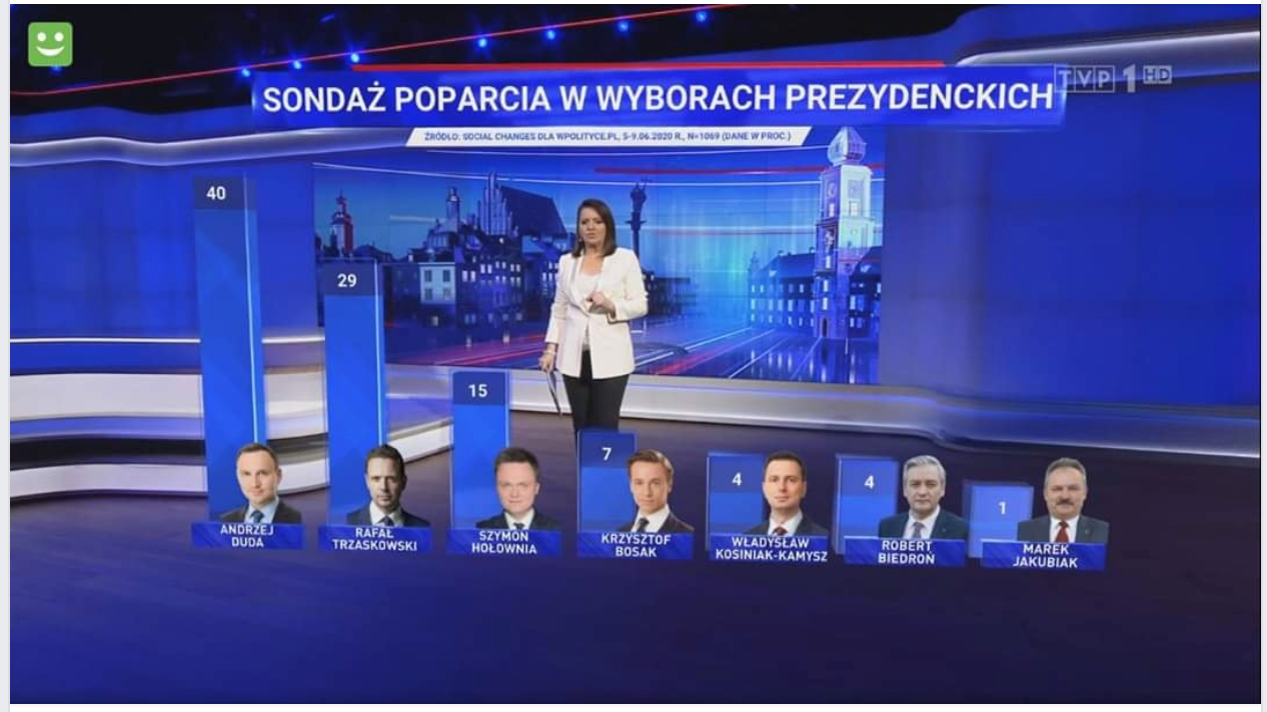 SONDAŻ POPARCIA W WYBORACH PREZYDENCKICH
TVP 1 HD
ŹRÓDŁO: SOCIAL CHANGES DLA WPOLITYCE.PL, 5-9.06.2020 R., N=1069 (DANE W PROC.)
40
29
15
7
4
4
1
ANDRZEJ
DUDA
RAFAŁ
TRZASKOWSKI
SZYMON
HOŁOWNIA
KRZYSZTOF
BOSAK
WŁADYSŁAW
KOSINIAK-KAMYSZ
ROBERT
BIEDROŃ
MAREK
JAKUBIAK